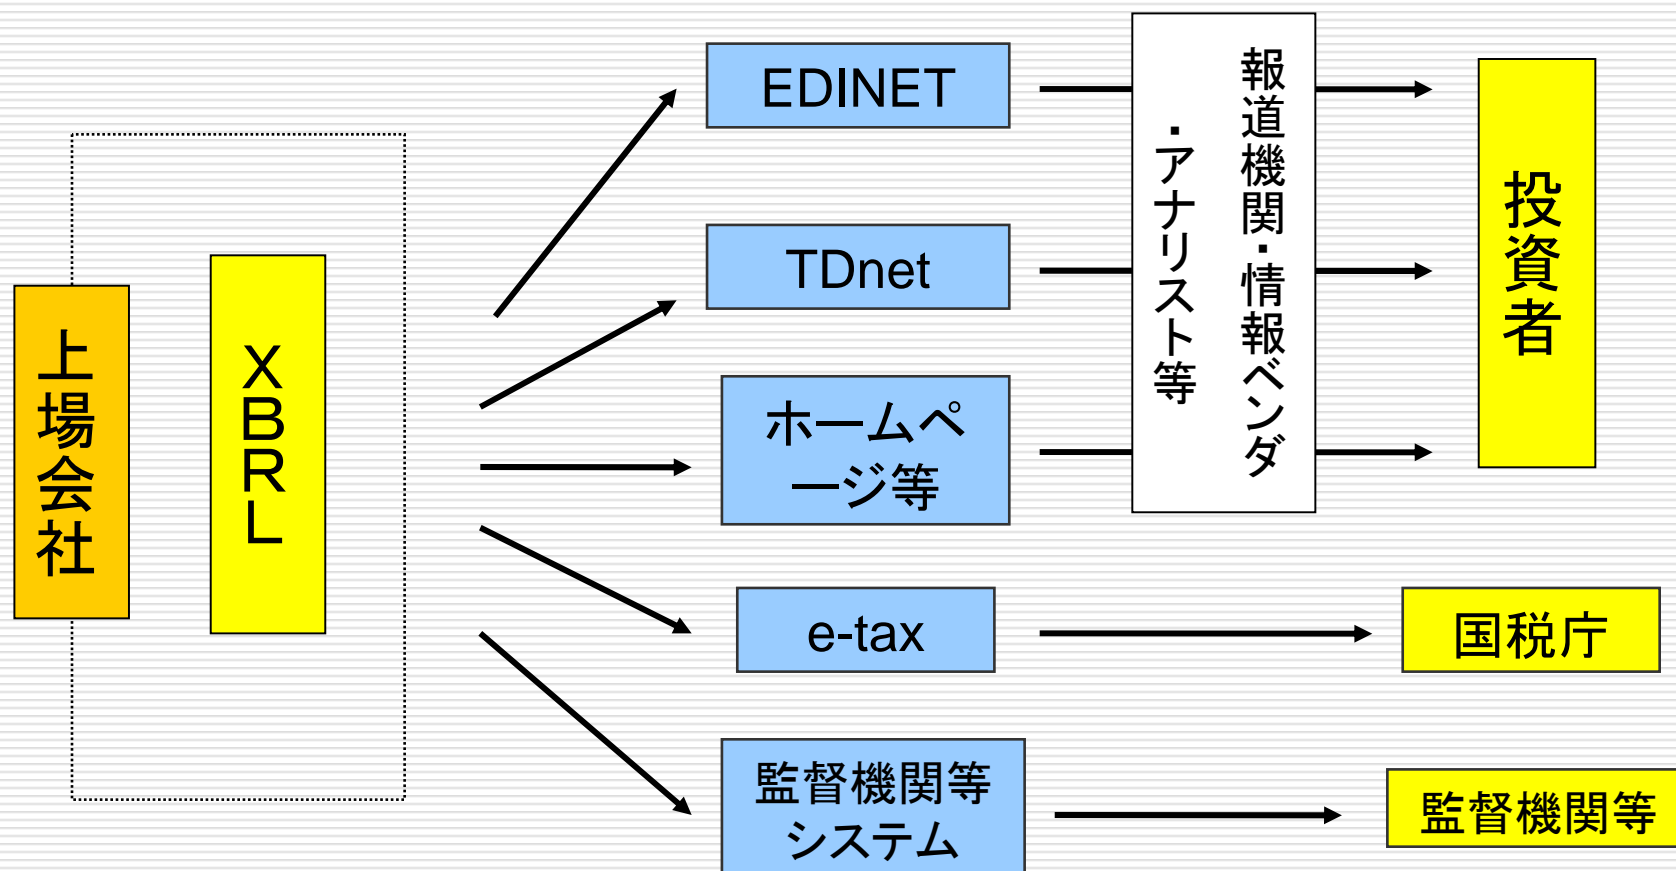 上場会社
ＸＢＲＬ
EDINET
TDnet
ホームペ
ージ等
e-tax
監督機関等
システム
報道機関・情報ベンダ
・アナリスト等
投資者
国税庁
監督機関等